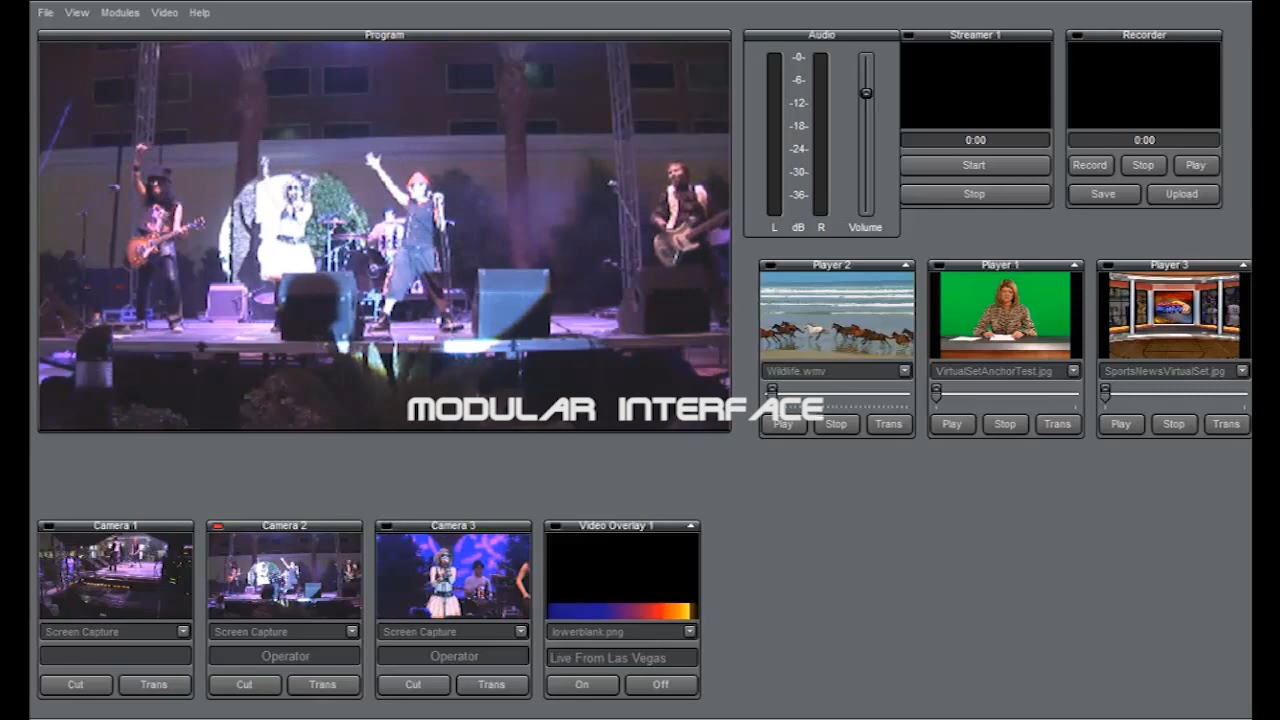 File View Modules Video Help
Program
Audio
Streamer 1
Recorder
-0-
-6-
-12-
-18-
-24-
-30-
-36-
L dB R Volume
0:00
Start
Stop
0:00
Record Stop Play
Save Upload
Player 2
Wildlife.wmv
Play Stop Trans
Player 1
VirtualSetAnchorTest.jpg
Play Stop Trans
Player 3
SportsNewsVirtualSet.jpg
Play Stop Trans
MODULAR INTERFACE
Camera 1
Screen Capture
Cut Trans
Camera 2
Screen Capture
Operator
Cut Trans
Camera 3
Screen Capture
Operator
Cut Trans
Video Overlay 1
lowerblank.png
Live From Las Vegas
On Off